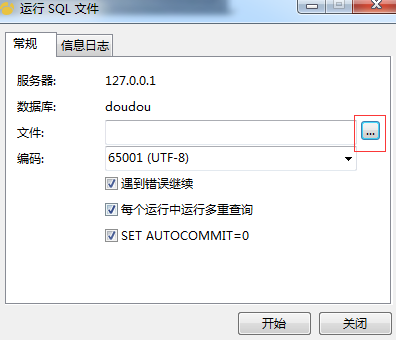 运行 SQL 文件
常规 信息日志
服务器: 127.0.0.1
数据库: doudou
文件: ...
编码: 65001 (UTF-8)
遇到错误继续
每个运行中运行多重查询
SET AUTOCOMMIT=0
开始 关闭